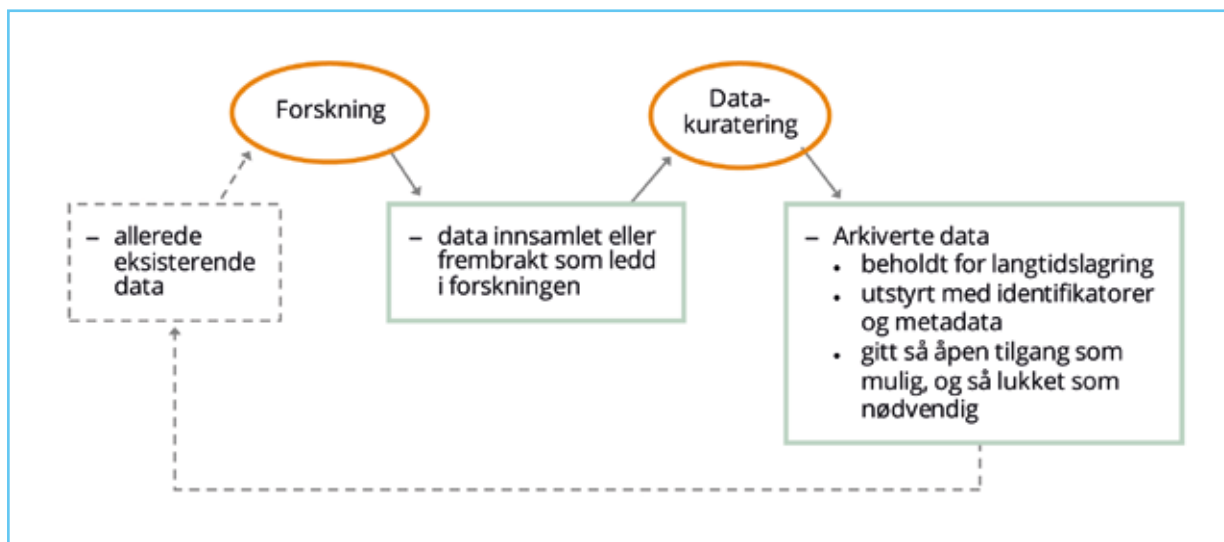 Forskning
Data-
kuratering
– allerede
eksisterende
data
– data innsamlet eller
frembrakt som ledd
i forskningen
– Arkiverte data
• beholdt for langtidslagring
• utstyrt med identifikatorer
og metadata
• gitt så åpen tilgang som
mulig, og så lukket som
nødvendig